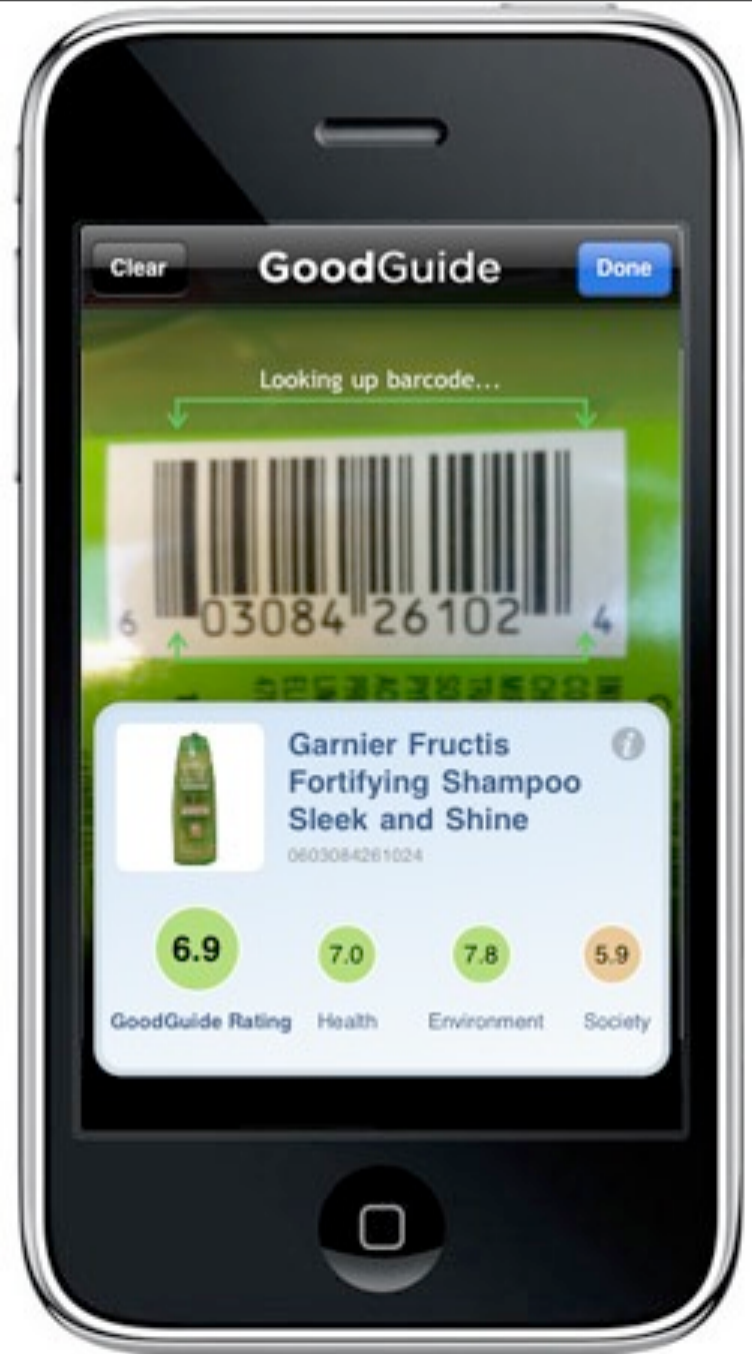 Clear GoodGuide Done
Looking up barcode...
6 03084 26102 4
Garnier Fructis
Fortifying Shampoo
Sleek and Shine
0603084261024
6.9 7.0 7.8 5.9
GoodGuide Rating Health Environment Society